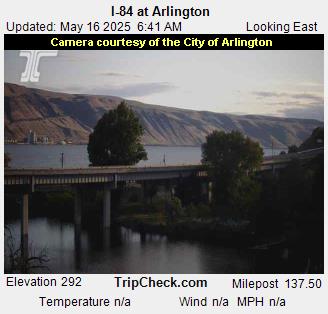 I-84 at Arlington
Updated: May 16 2025 6:41 AM Looking East
Camera courtesy of the City of Arlington
Elevation 292 TripCheck.com Milepost 137.50
Temperature n/a Wind n/a MPH n/a